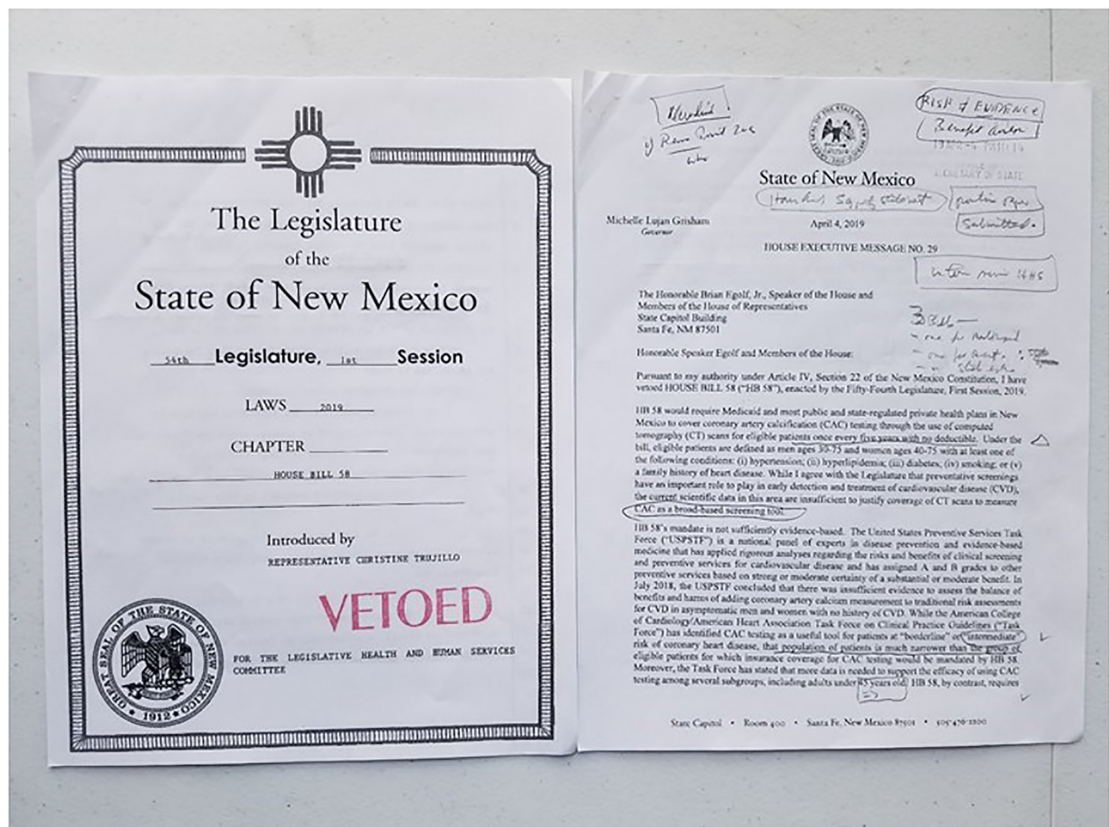 The Legislature
of the
State of New Mexico
54th Legislature, 1st Session
LAWS 2019
CHAPTER
HOUSE BILL 58
Introduced by
REPRESENTATIVE CHRISTINE TRUJILLO
VETOED
FOR THE LEGISLATIVE HEALTH AND HUMAN SERVICES
COMMITTEE
GREAT SEAL OF THE STATE OF NEW MEXICO
1912
RISK & EVIDENCE
Benefit
State of New Mexico
SECRETARY OF STATE
Submitted.
Michelle Lujan Grisham
Governor
April 4, 2019
HOUSE EXECUTIVE MESSAGE NO. 29
The Honorable Brian Egolf, Jr., Speaker of the House and
Members of the House of Representatives
State Capitol Building
Santa Fe, NM 87501
3 Bills
- one for
- one for
Honorable Speaker Egolf and Members of the House:
Pursuant to my authority under Article IV, Section 22 of the New Mexico Constitution, I have
vetoed HOUSE BILL 58 ("HB 58"), enacted by the Fifty-Fourth Legislature, First Session, 2019.
HB 58 would require Medicaid and most public and state-regulated private health plans in New
Mexico to cover coronary artery calcification (CAC) testing through the use of computed
tomography (CT) scans for eligible patients once every five years with no deductible. Under the
bill, eligible patients are defined as men ages 30-75 and women ages 40-75 with at least one of
the following conditions: (i) hypertension; (ii) hyperlipidemia; (iii) diabetes; (iv) smoking; or (v)
a family history of heart disease. While I agree with the Legislature that preventative screenings
have an important role to play in early detection and treatment of cardiovascular disease (CVD),
the current scientific data in this area are insufficient to justify coverage of CT scans to measure
CAC as a broad-based screening tool.
HB 58's mandate is not sufficiently evidence-based. The United States Preventive Services Task
Force ("USPSTF") is a national panel of experts in disease prevention and evidence-based
medicine that has applied rigorous analyses regarding the risks and benefits of clinical screening
and preventive services for cardiovascular disease and has assigned A and B grades to other
preventive services based on strong or moderate certainty of a substantial or moderate benefit. In
July 2018, the USPSTF concluded that there was insufficient evidence to assess the balance of
benefits and harms of adding coronary artery calcium measurement to traditional risk assessments
for CVD in asymptomatic men and women with no history of CVD. While the American College
of Cardiology/American Heart Association Task Force on Clinical Practice Guidelines ("Task
Force") has identified CAC testing as a useful tool for patients at "borderline" or "intermediate"
risk of coronary heart disease, that population of patients is much narrower than the group of
eligible patients for which insurance coverage for CAC testing would be mandated by HB 58.
Moreover, the Task Force has stated that more data is needed to support the efficacy of using CAC
testing among several subgroups, including adults under 45 years old. HB 58, by contrast, requires
State Capitol • Room 400 • Santa Fe, New Mexico 87501 • 505-476-2200